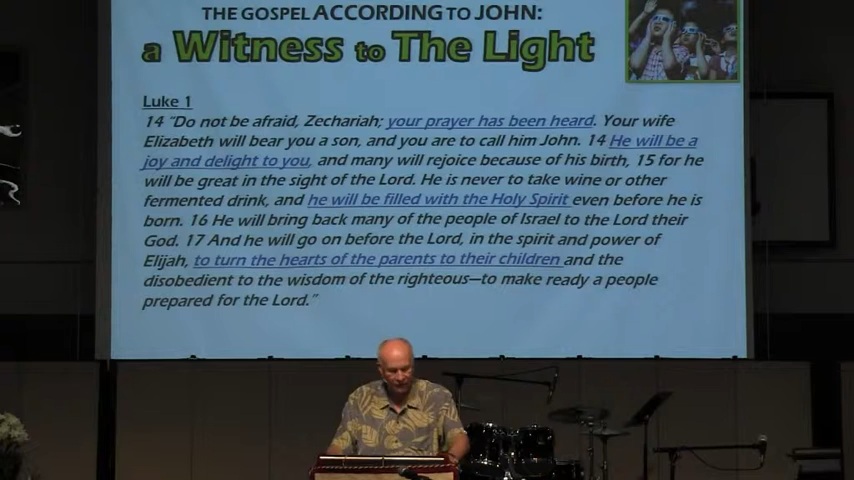 THE GOSPEL ACCORDING TO JOHN:
a Witness to The Light
Luke 1
14 "Do not be afraid, Zechariah; your prayer has been heard. Your wife
Elizabeth will bear you a son, and you are to call him John. 14 He will be a
joy and delight to you, and many will rejoice because of his birth, 15 for he
will be great in the sight of the Lord. He is never to take wine or other
fermented drink, and he will be filled with the Holy Spirit even before he is
born. 16 He will bring back many of the people of Israel to the Lord their
God. 17 And he will go on before the Lord, in the spirit and power of
Elijah, to turn the hearts of the parents to their children and the
disobedient to the wisdom of the righteous—to make ready a people
prepared for the Lord."